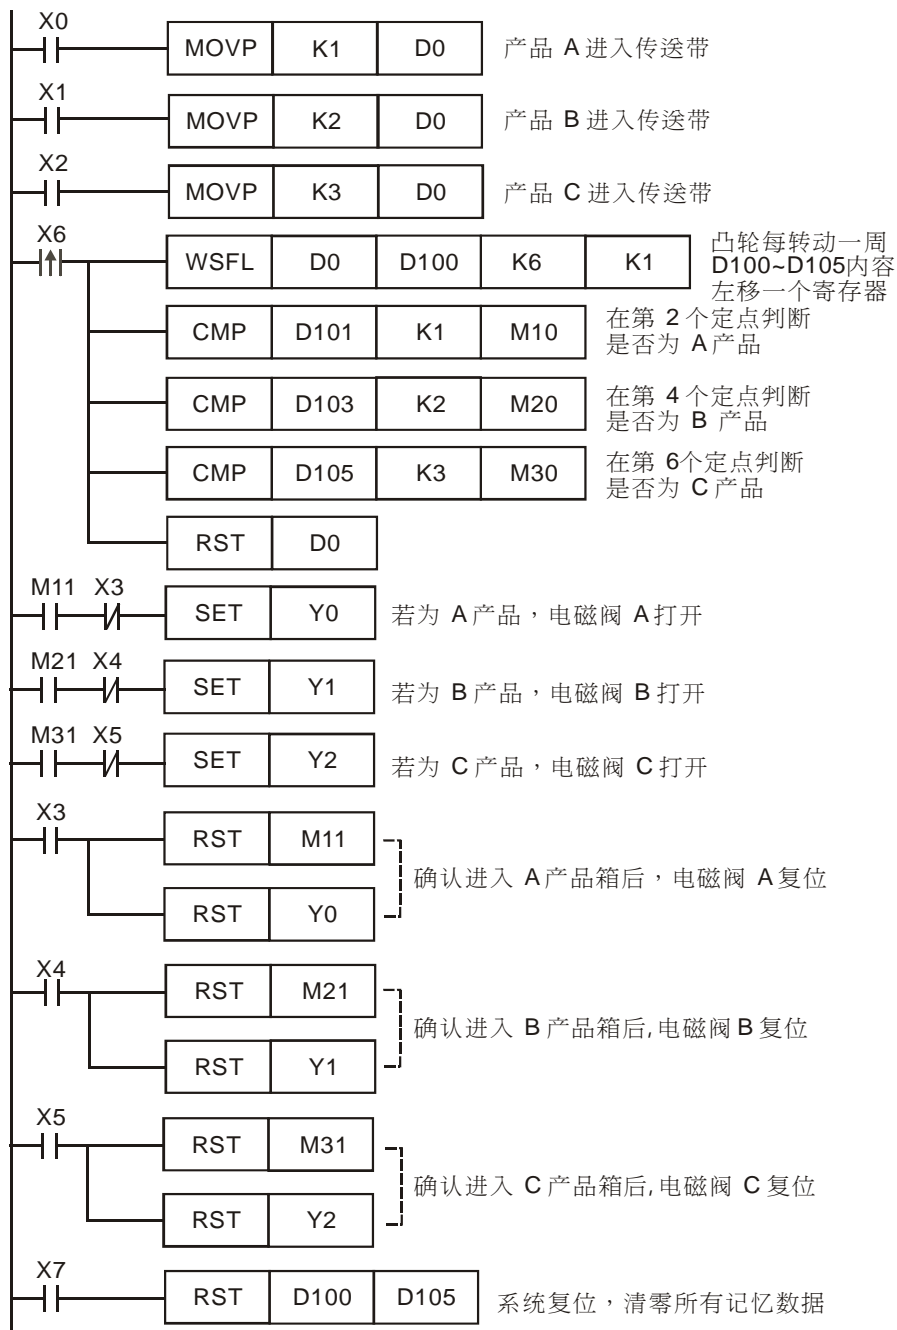 X0
MOVP K1 D0 产品 A 进入传送带
X1
MOVP K2 D0 产品 B 进入传送带
X2
MOVP K3 D0 产品 C 进入传送带
X6
WSFL D0 D100 K6 K1
凸轮每转动一周
D100~D105内容
左移一个寄存器
CMP D101 K1 M10
在第 2 个定点判断
是否为 A 产品
CMP D103 K2 M20
在第 4 个定点判断
是否为 B 产品
CMP D105 K3 M30
在第 6个定点判断
是否为 C 产品
RST D0
M11 X3
SET Y0 若为 A 产品，电磁阀 A 打开
M21 X4
SET Y1 若为 B 产品，电磁阀 B 打开
M31 X5
SET Y2 若为 C 产品，电磁阀 C 打开
X3
RST M11
确认进入 A 产品箱后，电磁阀 A 复位
RST Y0
X4
RST M21
确认进入 B 产品箱后,电磁阀 B 复位
RST Y1
X5
RST M31
确认进入 C 产品箱后,电磁阀 C 复位
RST Y2
X7
RST D100 D105 系统复位，清零所有记忆数据